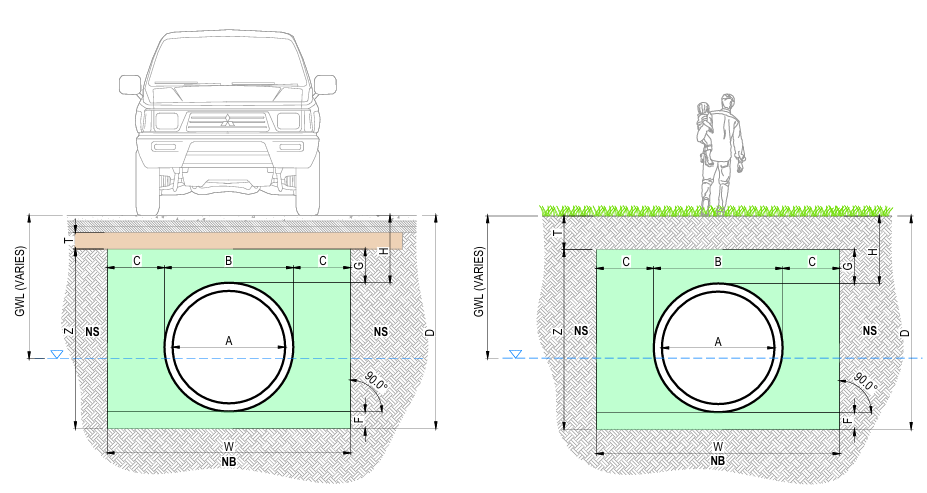 GWL (VARIES)
T
H
G
C
B
C
Z
NS
A
NS
D
90.0°
F
W
NB
GWL (VARIES)
T
H
G
C
B
C
Z
NS
A
NS
D
90.0°
F
W
NB